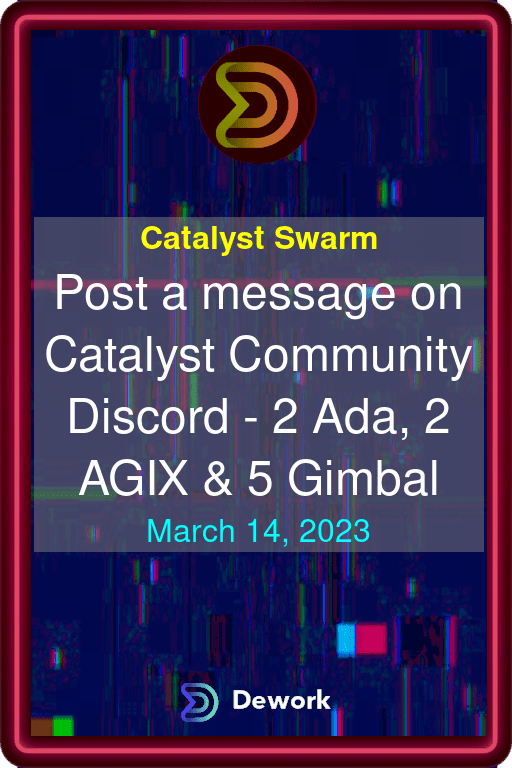 Catalyst Swarm
Post a message on
Catalyst Community
Discord - 2 Ada, 2
AGIX & 5 Gimbal
March 14, 2023
Dework